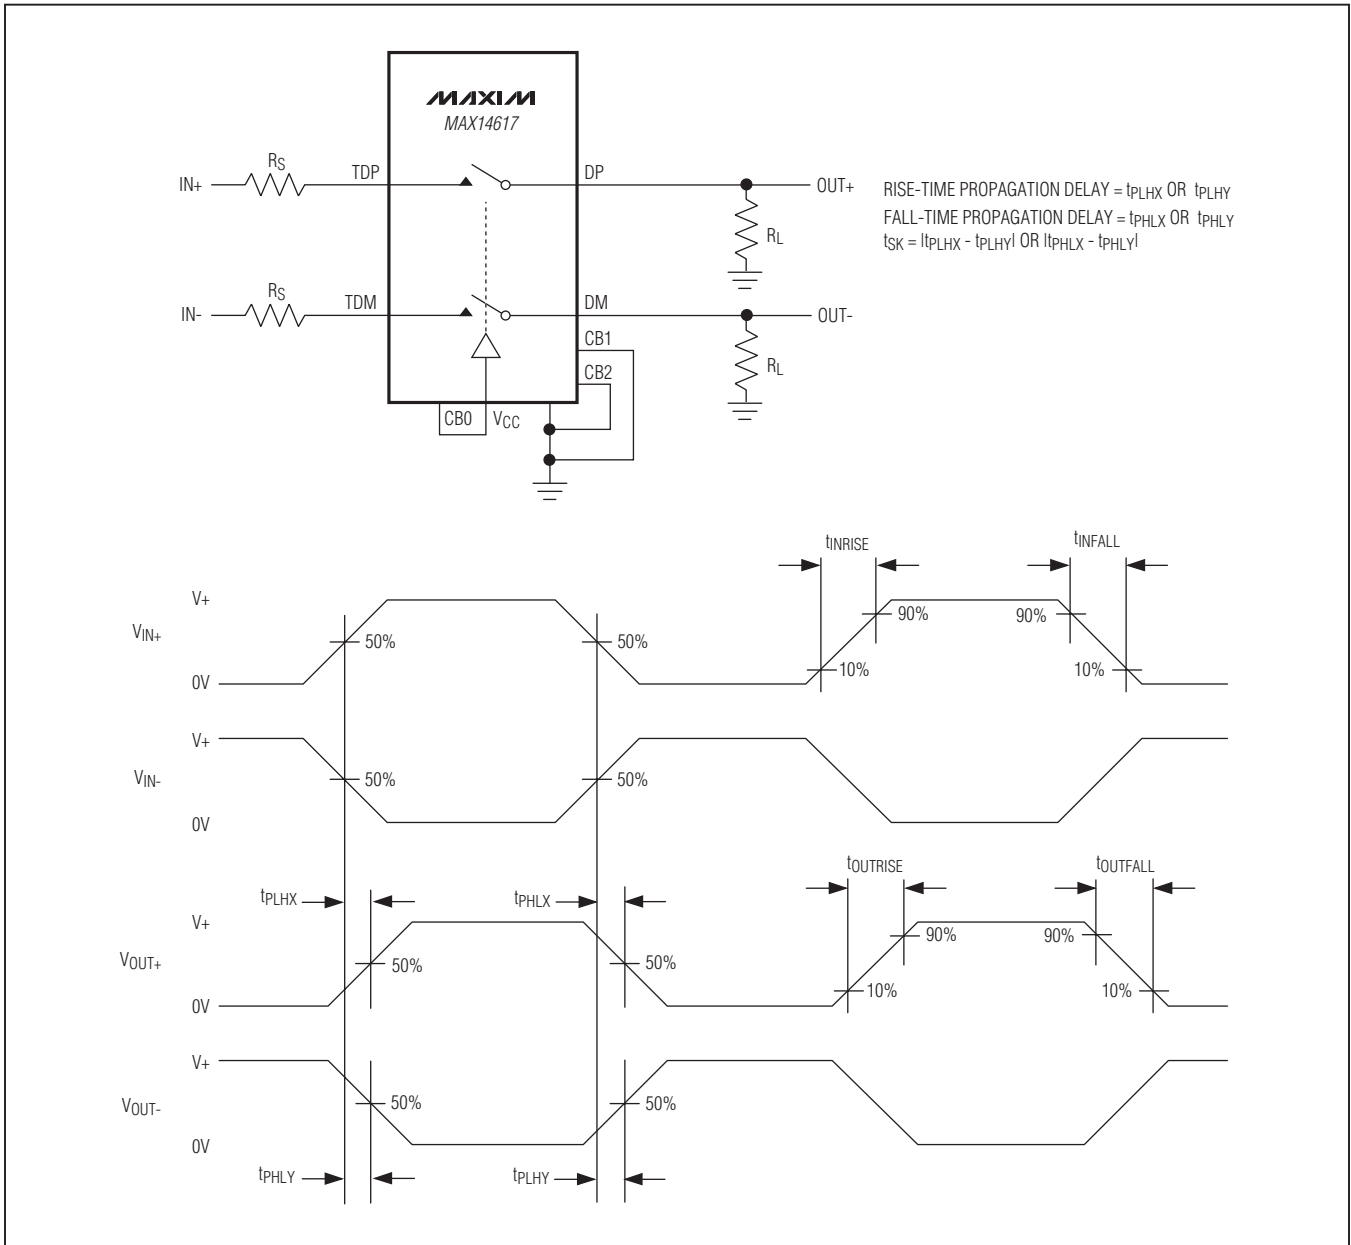 MAXIM
MAX14617
IN+
RS
TDP
DP
OUT+
RL
RISE-TIME PROPAGATION DELAY = tPLHX OR tPLHY
FALL-TIME PROPAGATION DELAY = tPHLX OR tPHLY
tSK = |tPLHX - tPLHY| OR |tPHLX - tPHLY|
IN-
RS
TDM
DM
OUT-
RL
CB1
CB2
CB0
VCC
tINRISE
tINFALL
V+
VIN+
0V
50%
50%
90%
10%
90%
10%
V+
VIN-
0V
50%
50%
tOUTRISE
tOUTFALL
tPLHX
tPHLX
V+
VOUT+
0V
50%
50%
90%
10%
90%
10%
V+
VOUT-
0V
50%
50%
tPHLY
tPLHY